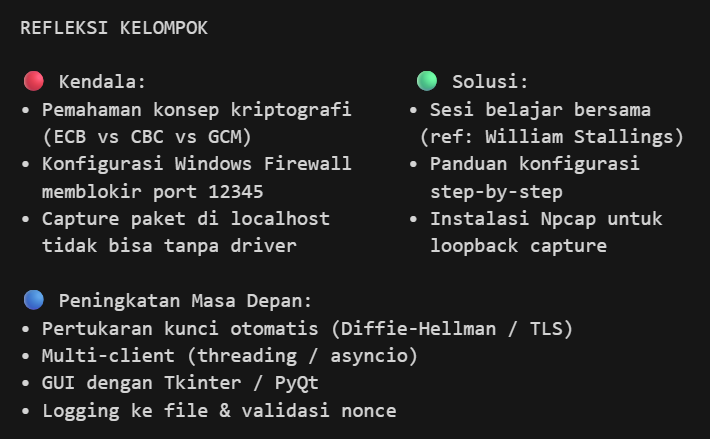 REFLEKSI KELOMPOK
🔴 Kendala:
• Pemahaman konsep kriptografi
(ECB vs CBC vs GCM)
• Konfigurasi Windows Firewall
memblokir port 12345
• Capture paket di localhost
tidak bisa tanpa driver
🟢 Solusi:
• Sesi belajar bersama
(ref: William Stallings)
• Panduan konfigurasi
step-by-step
• Instalasi Npcap untuk
loopback capture
🔵 Peningkatan Masa Depan:
• Pertukaran kunci otomatis (Diffie-Hellman / TLS)
• Multi-client (threading / asyncio)
• GUI dengan Tkinter / PyQt
• Logging ke file & validasi nonce